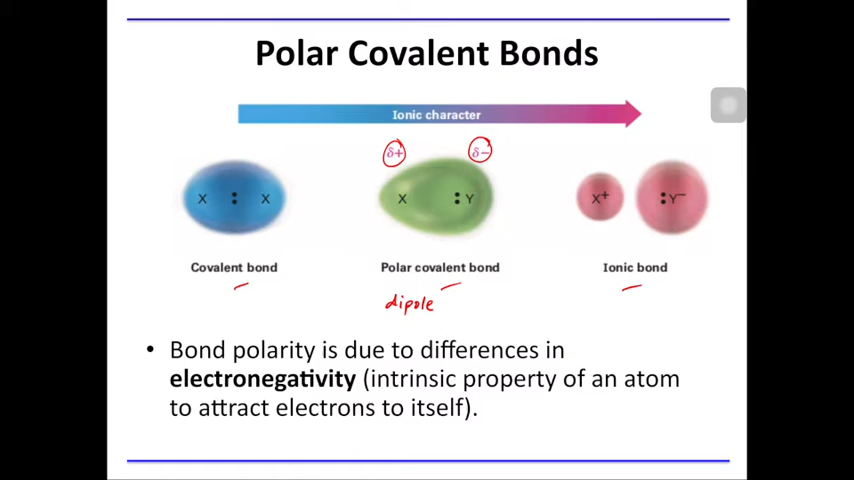 Polar Covalent Bonds
Ionic character
δ+ δ−
X : X
X :Y
X+ :Y−
Covalent bond
Polar covalent bond
Ionic bond
dipole
• Bond polarity is due to differences in
electronegativity (intrinsic property of an atom
to attract electrons to itself).